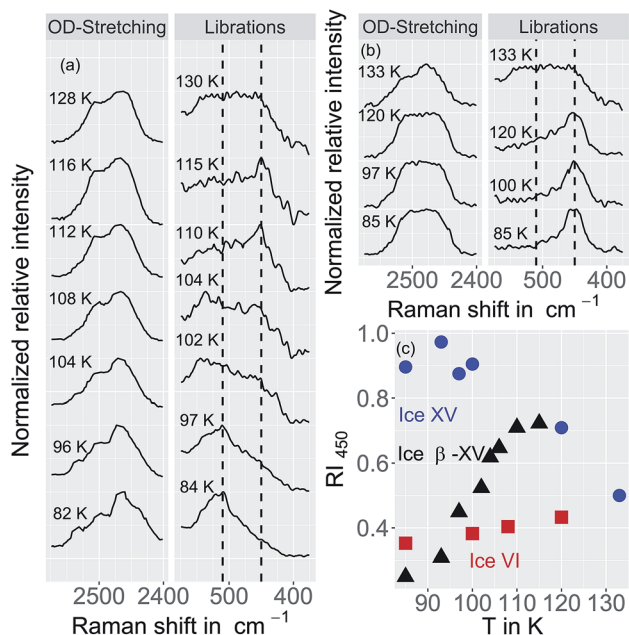 OD-Stretching Librations
(a)
128 K 130 K
116 K 115 K
112 K 110 K
108 K 104 K
104 K 102 K
96 K 97 K
82 K 84 K
2500 2400 500 400
Raman shift in cm⁻¹
Normalized relative intensity
OD-Stretching Librations
(b)
133 K 133 K
120 K 120 K
97 K 100 K
85 K 85 K
2500 2400 500 400
Raman shift in cm⁻¹
Normalized relative intensity
(c)
1.0
0.8
0.6
0.4
RI₄₅₀
Ice XV
Ice β-XV
Ice VI
90 100 110 120 130
T in K